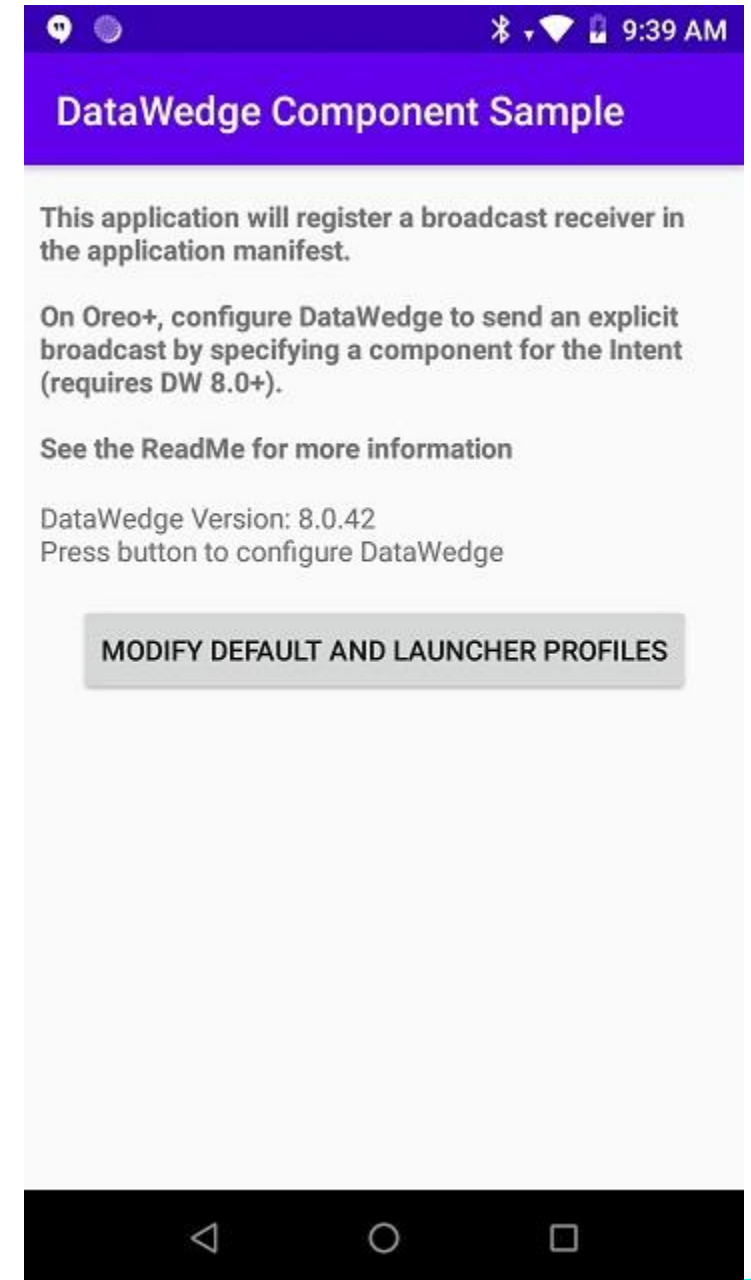 9:39 AM
DataWedge Component Sample
This application will register a broadcast receiver in
the application manifest.
On Oreo+, configure DataWedge to send an explicit
broadcast by specifying a component for the Intent
(requires DW 8.0+).
See the ReadMe for more information
DataWedge Version: 8.0.42
Press button to configure DataWedge
MODIFY DEFAULT AND LAUNCHER PROFILES